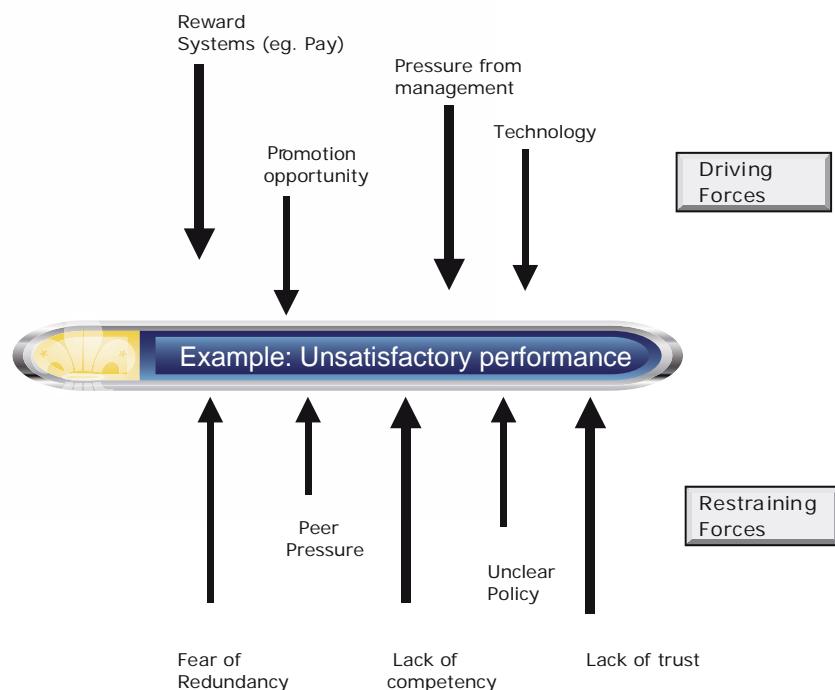 Reward
Systems (eg. Pay)
Pressure from
management
Technology
Promotion
opportunity
Driving
Forces
Example: Unsatisfactory performance
Restraining
Forces
Peer
Pressure
Unclear
Policy
Fear of
Redundancy
Lack of
competency
Lack of trust